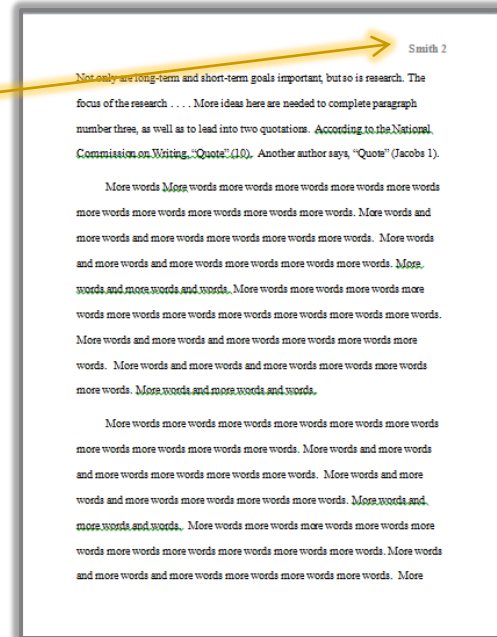 Smith 2
Not only are long-term and short-term goals important, but so is research. The
focus of the research . . . . More ideas here are needed to complete paragraph
number three, as well as to lead into two quotations. According to the National
Commission on Writing, “Quote” (10). Another author says, “Quote” (Jacobs 1).
More words More words more words more words more words more words
more words more words more words more words more words. More words and
more words and more words more words more words more words. More words
and more words and more words more words more words more words. More
words and more words and words. More words more words more words more
words more words more words more words more words more words more words.
More words and more words and more words more words more words more
words. More words and more words and more words more words more words
more words. More words and more words and words.
More words more words more words more words more words more words
more words more words more words more words. More words and more words
and more words more words more words more words. More words and more
words and more words more words more words more words. More words and
more words and words. More words more words more words more words more
words more words more words more words more words more words. More words
and more words and more words more words more words more words. More